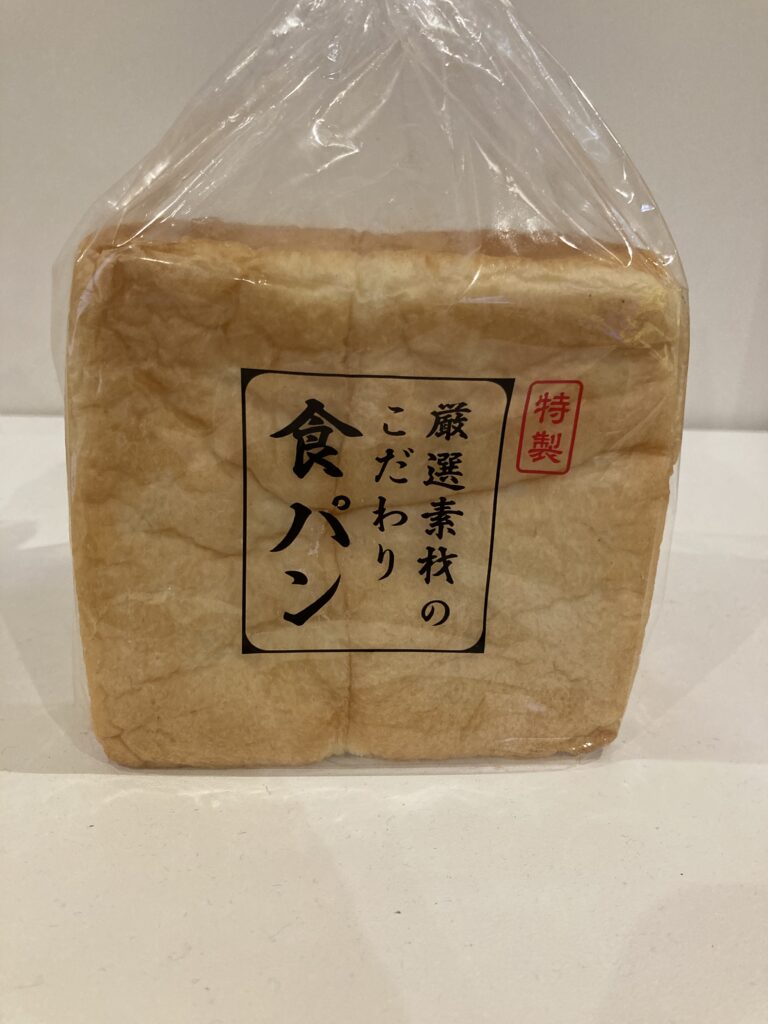 特製
厳選素材の
こだわり
食パン